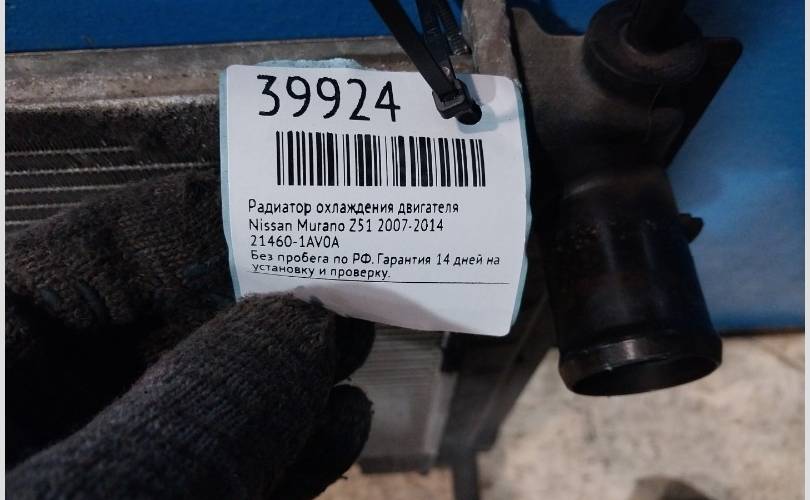 39924
Радиатор охлаждения двигателя
Nissan Murano Z51 2007-2014
21460-1AV0A
Без пробега по РФ. Гарантия 14 дней на
установку и проверку.